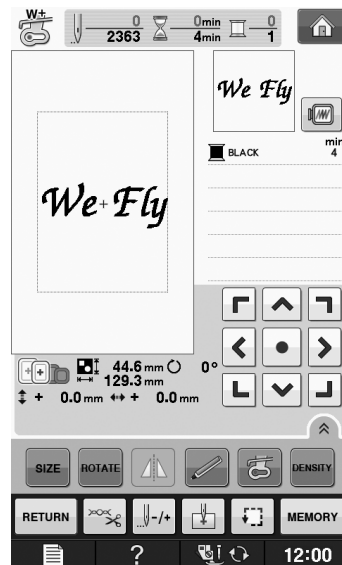 W+
0 0min 0
2363 4min 1
We Fly
min
BLACK 4
We Fly
44.6 mm 0°
129.3 mm
+ 0.0 mm + 0.0 mm
SIZE ROTATE DENSITY
RETURN -/+ MEMORY
? 12:00